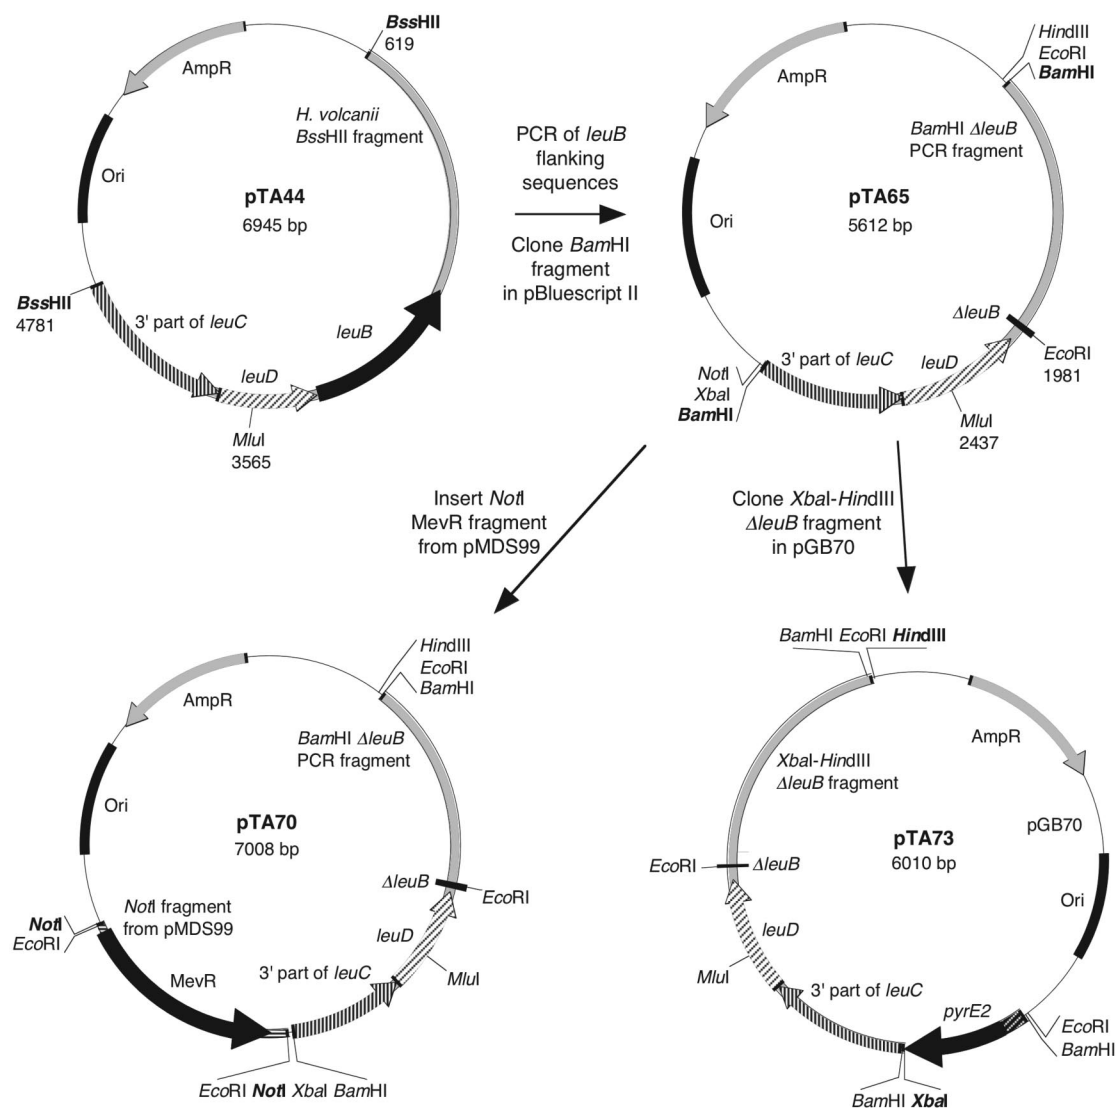 BssHII
619
AmpR
H. volcanii
BssHII fragment
Ori
pTA44
6945 bp
BssHII
4781
3' part of leuC
leuB
leuD
MluI
3565
PCR of leuB
flanking
sequences
Clone BamHI
fragment
in pBluescript II
HindIII
EcoRI
BamHI
AmpR
BamHI ΔleuB
PCR fragment
Ori
pTA65
5612 bp
ΔleuB
EcoRI
1981
3' part of leuC
leuD
NotI
XbaI
BamHI
MluI
2437
Insert NotI
MevR fragment
from pMDS99
Clone XbaI-HindIII
ΔleuB fragment
in pGB70
HindIII
EcoRI
BamHI
AmpR
BamHI ΔleuB
PCR fragment
Ori
pTA70
7008 bp
ΔleuB
EcoRI
NotI
EcoRI
NotI fragment
from pMDS99
leuD
MevR
3' part of leuC
MluI
EcoRI NotI XbaI BamHI
BamHI EcoRI HindIII
AmpR
XbaI-HindIII
ΔleuB fragment
pGB70
pTA73
6010 bp
EcoRI
ΔleuB
Ori
leuD
MluI
3' part of leuC
pyrE2
EcoRI
BamHI
BamHI XbaI